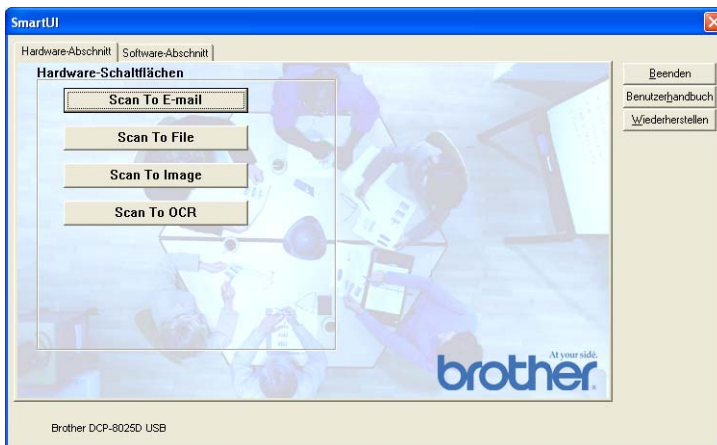 SmartUI
Hardware-Abschnitt Software-Abschnitt
Hardware-Schaltflächen
Scan To E-mail
Scan To File
Scan To Image
Scan To OCR
Beenden
Benutzerhandbuch
Wiederherstellen
At your side.
brother
Brother DCP-8025D USB